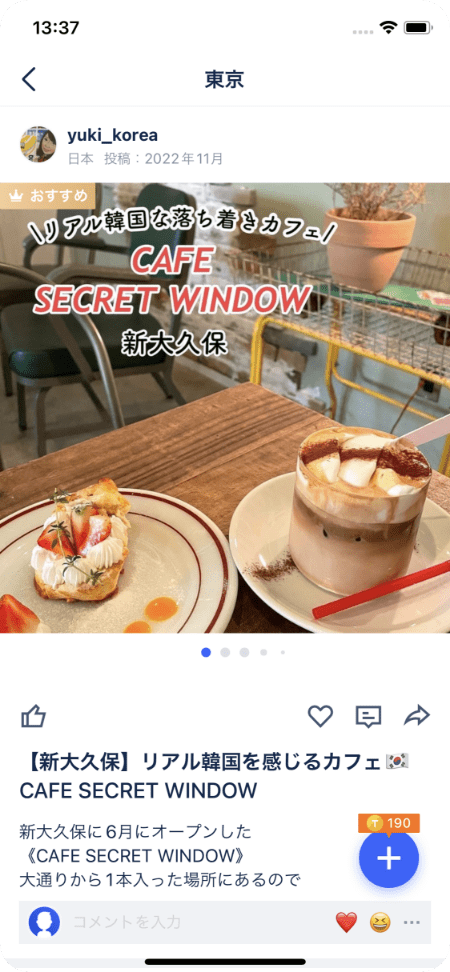 13:37
東京
yuki_korea
日本 投稿：2022年11月
おすすめ
\リアル韓国な落ち着きカフェ/
CAFE
SECRET WINDOW
新大久保
【新大久保】リアル韓国を感じるカフェ🇰🇷
CAFE SECRET WINDOW
T 190
新大久保に6月にオープンした
《CAFE SECRET WINDOW》
大通りから1本入った場所にあるので
コメントを入力